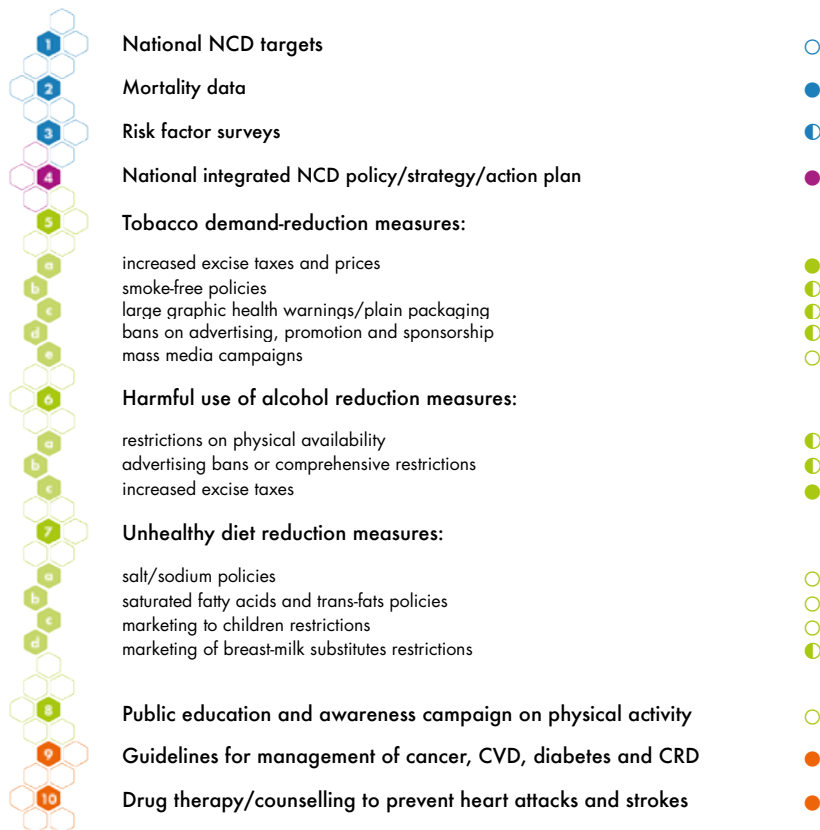 1 National NCD targets
2 Mortality data
3 Risk factor surveys
4 National integrated NCD policy/strategy/action plan
5 Tobacco demand-reduction measures:
a increased excise taxes and prices
b smoke-free policies
c large graphic health warnings/plain packaging
d bans on advertising, promotion and sponsorship
e mass media campaigns
6 Harmful use of alcohol reduction measures:
a restrictions on physical availability
b advertising bans or comprehensive restrictions
c increased excise taxes
7 Unhealthy diet reduction measures:
a salt/sodium policies
b saturated fatty acids and trans-fats policies
c marketing to children restrictions
d marketing of breast-milk substitutes restrictions
8 Public education and awareness campaign on physical activity
9 Guidelines for management of cancer, CVD, diabetes and CRD
10 Drug therapy/counselling to prevent heart attacks and strokes